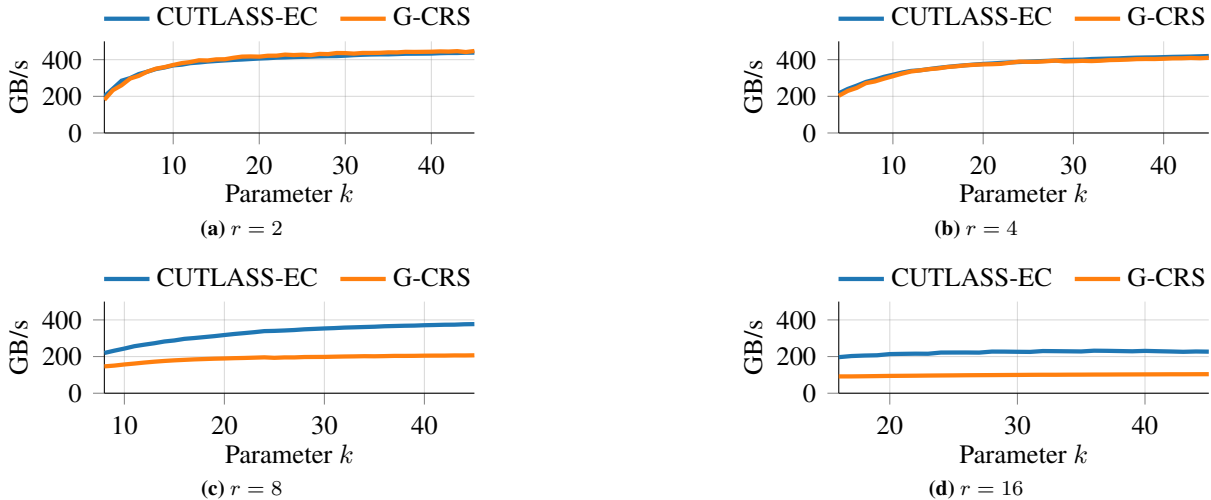 CUTLASS-EC G-CRS
GB/s
400
200
0
10 20 30 40
Parameter k
(a) r = 2
CUTLASS-EC G-CRS
GB/s
400
200
0
10 20 30 40
Parameter k
(b) r = 4
CUTLASS-EC G-CRS
GB/s
400
200
0
10 20 30 40
Parameter k
(c) r = 8
CUTLASS-EC G-CRS
GB/s
400
200
0
20 30 40
Parameter k
(d) r = 16